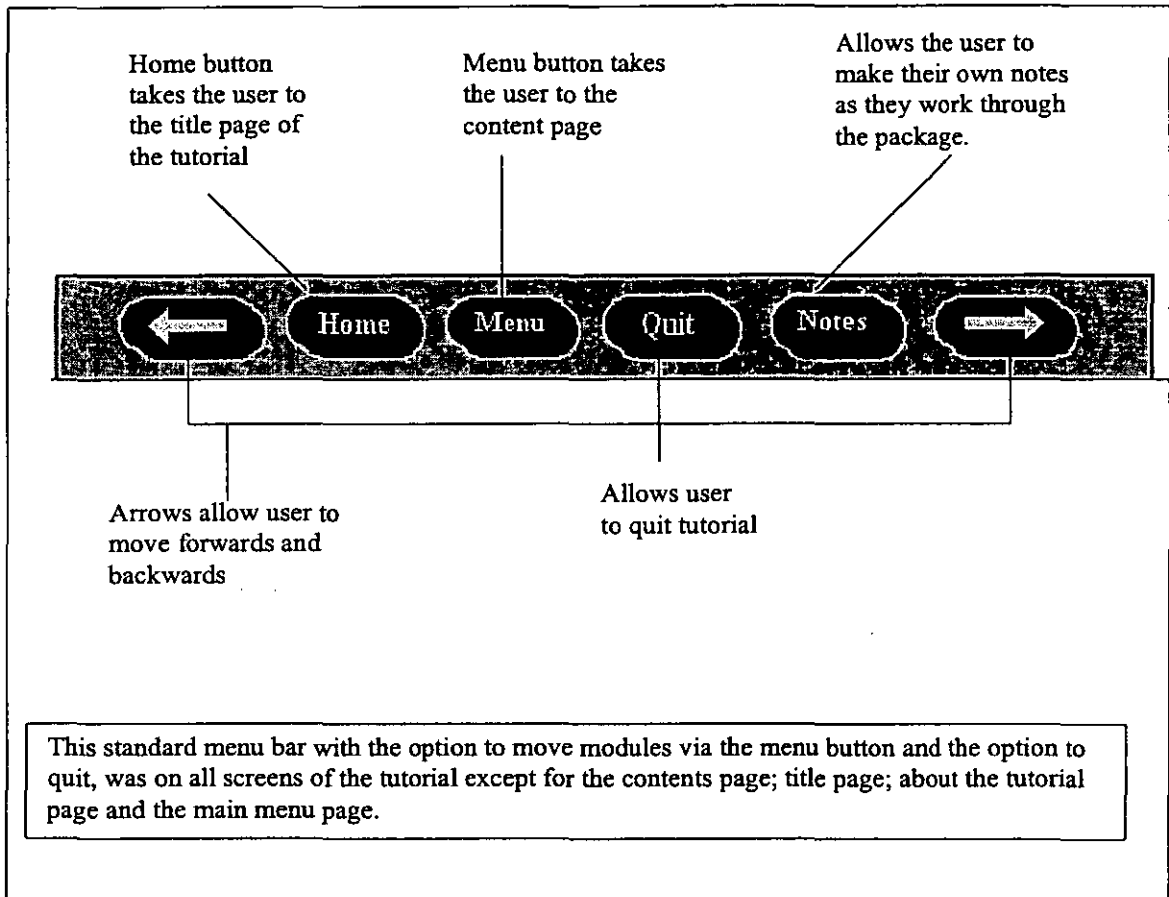 Home button
takes the user to
the title page of
the tutorial
Menu button takes
the user to the
content page
Allows the user to
make their own notes
as they work through
the package.
Home
Menu
Quit
Notes
Arrows allow user to
move forwards and
backwards
Allows user
to quit tutorial
This standard menu bar with the option to move modules via the menu button and the option to
quit, was on all screens of the tutorial except for the contents page; title page; about the tutorial
page and the main menu page.